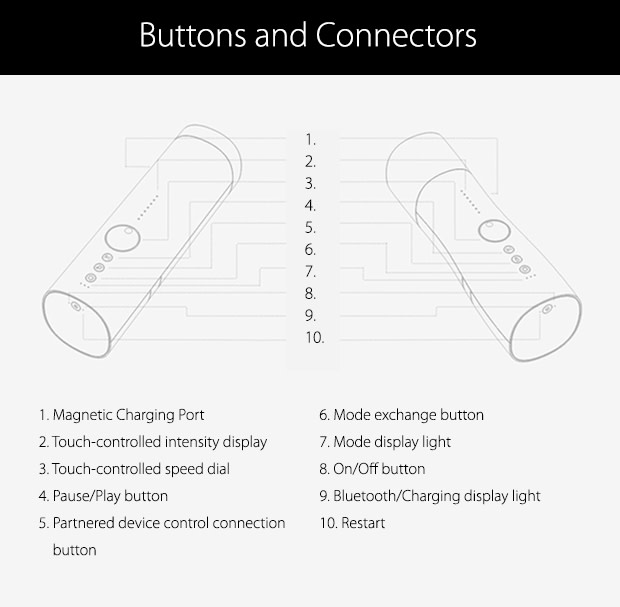 Buttons and Connectors
1.
2.
3.
4.
5.
6.
7.
8.
9.
10.
1. Magnetic Charging Port
2. Touch-controlled intensity display
3. Touch-controlled speed dial
4. Pause/Play button
5. Partnered device control connection
button
6. Mode exchange button
7. Mode display light
8. On/Off button
9. Bluetooth/Charging display light
10. Restart